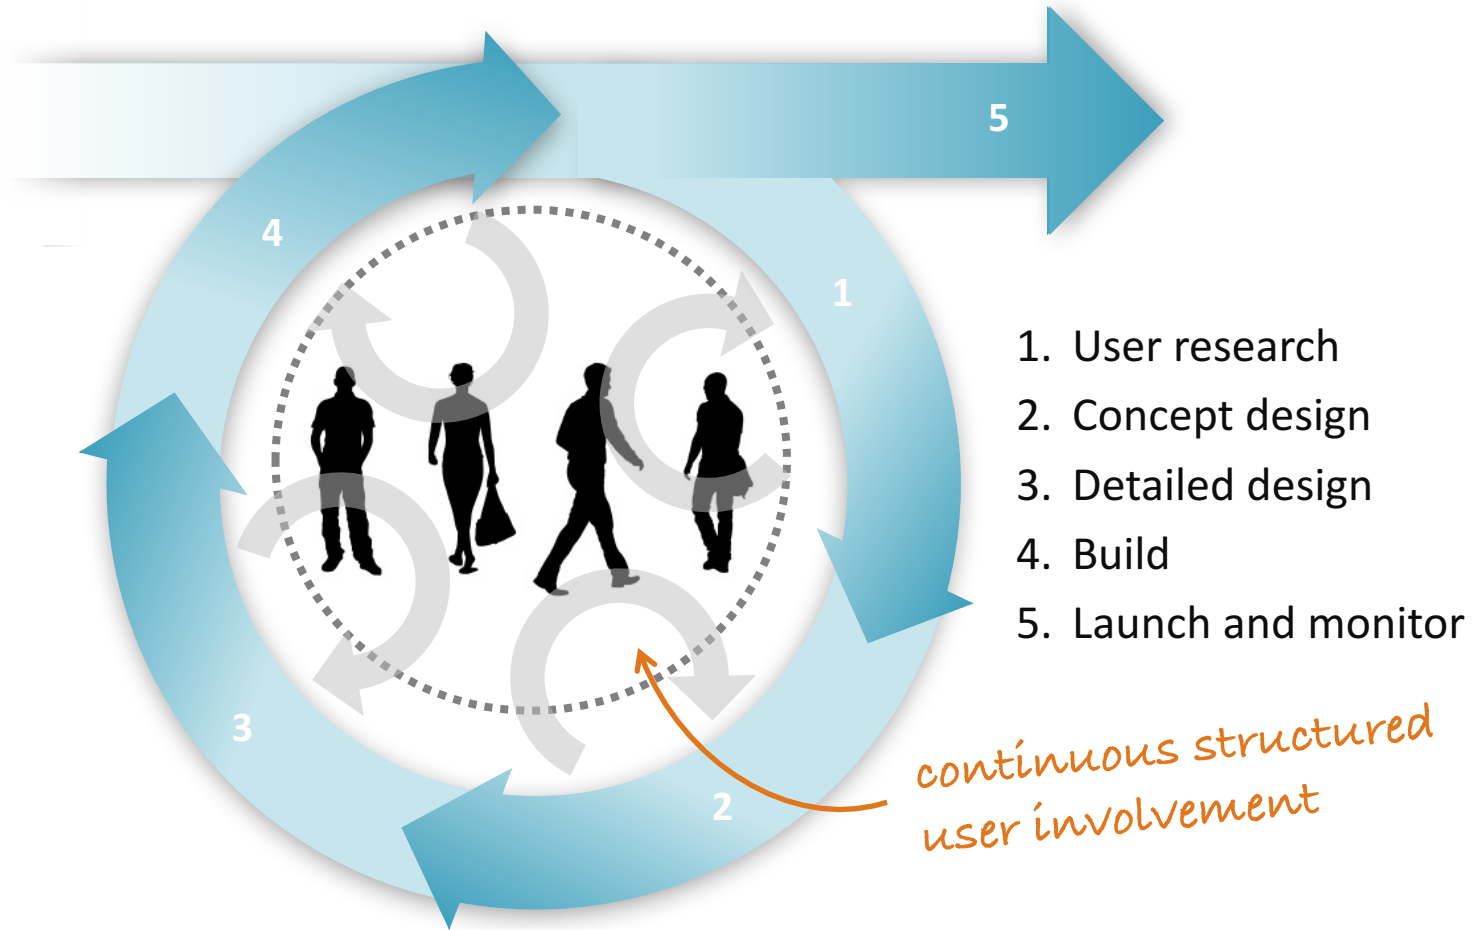 5
4
1
1. User research
2. Concept design
3. Detailed design
4. Build
5. Launch and monitor
3
2
continuous structured
user involvement